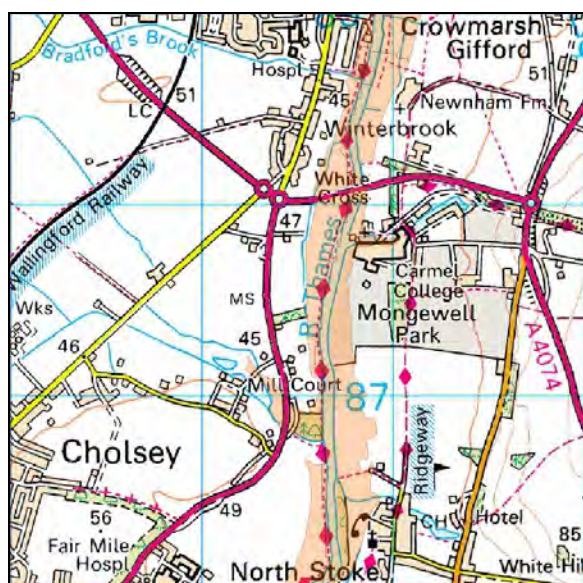 Crowmarsh
Gifford
Bradford's Brook
Hospl
51
51
45
Newnham Fm
LC
Winterbrook
White
Cross
47
Wallingford Railway
R Thames
Carmel
College
Mongewell
Park
MS
Wks
45
46
A 4074
Mill Court
87
Cholsey
Ridgeway
49
56
CH
Hotel
Fair Mile
Hospl
85
North Stoke
White Hi